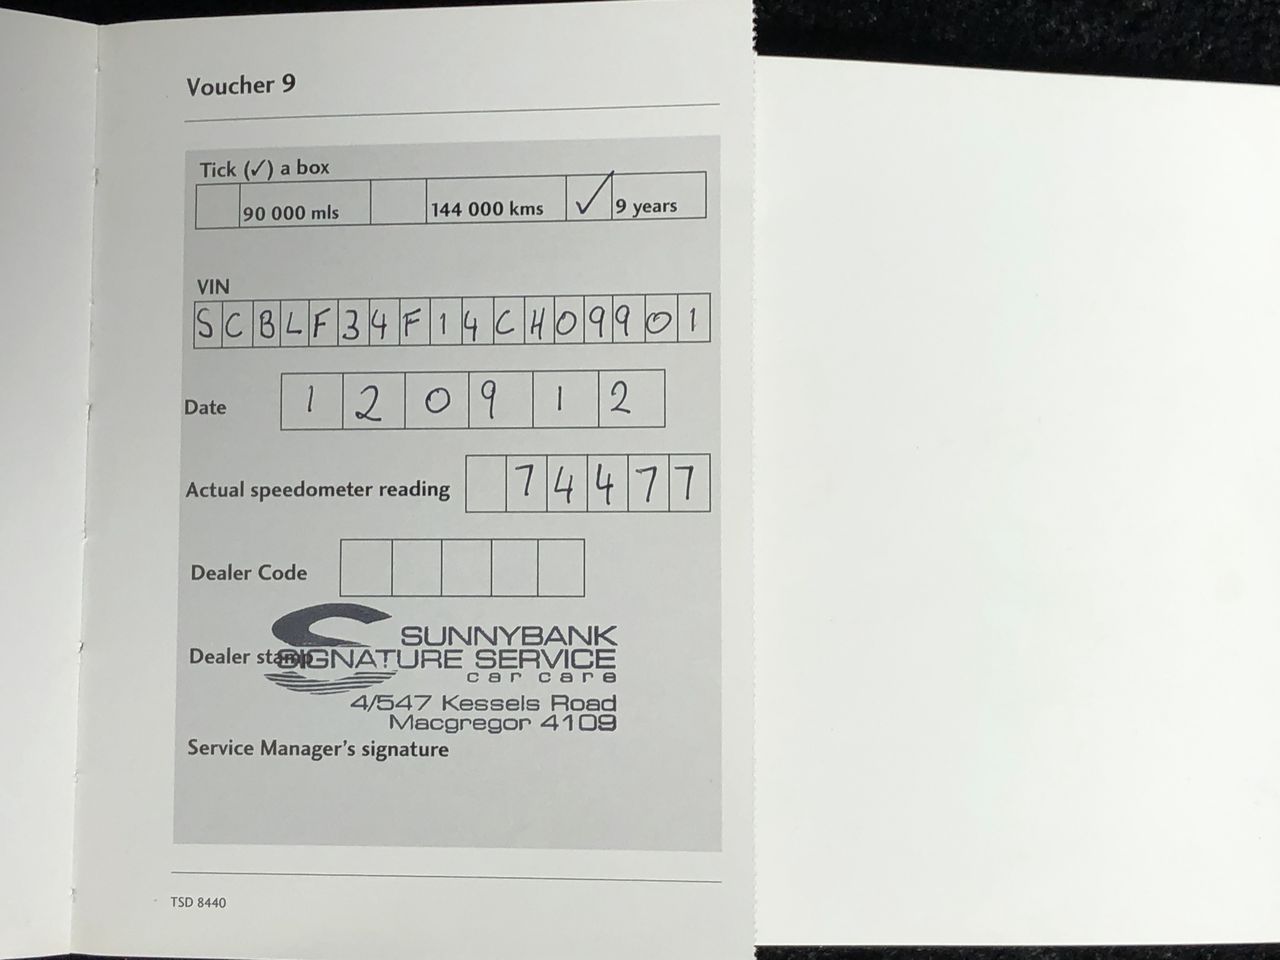 Voucher 9
Tick (✓) a box
90 000 mls 144 000 kms ✓ 9 years
VIN
SCBLF34F14CH09901
Date 120912
Actual speedometer reading 74477
Dealer Code
SUNNYBANK
Dealer stamp SIGNATURE SERVICE
car care
4/547 Kessels Road
Macgregor 4109
Service Manager's signature
TSD 8440